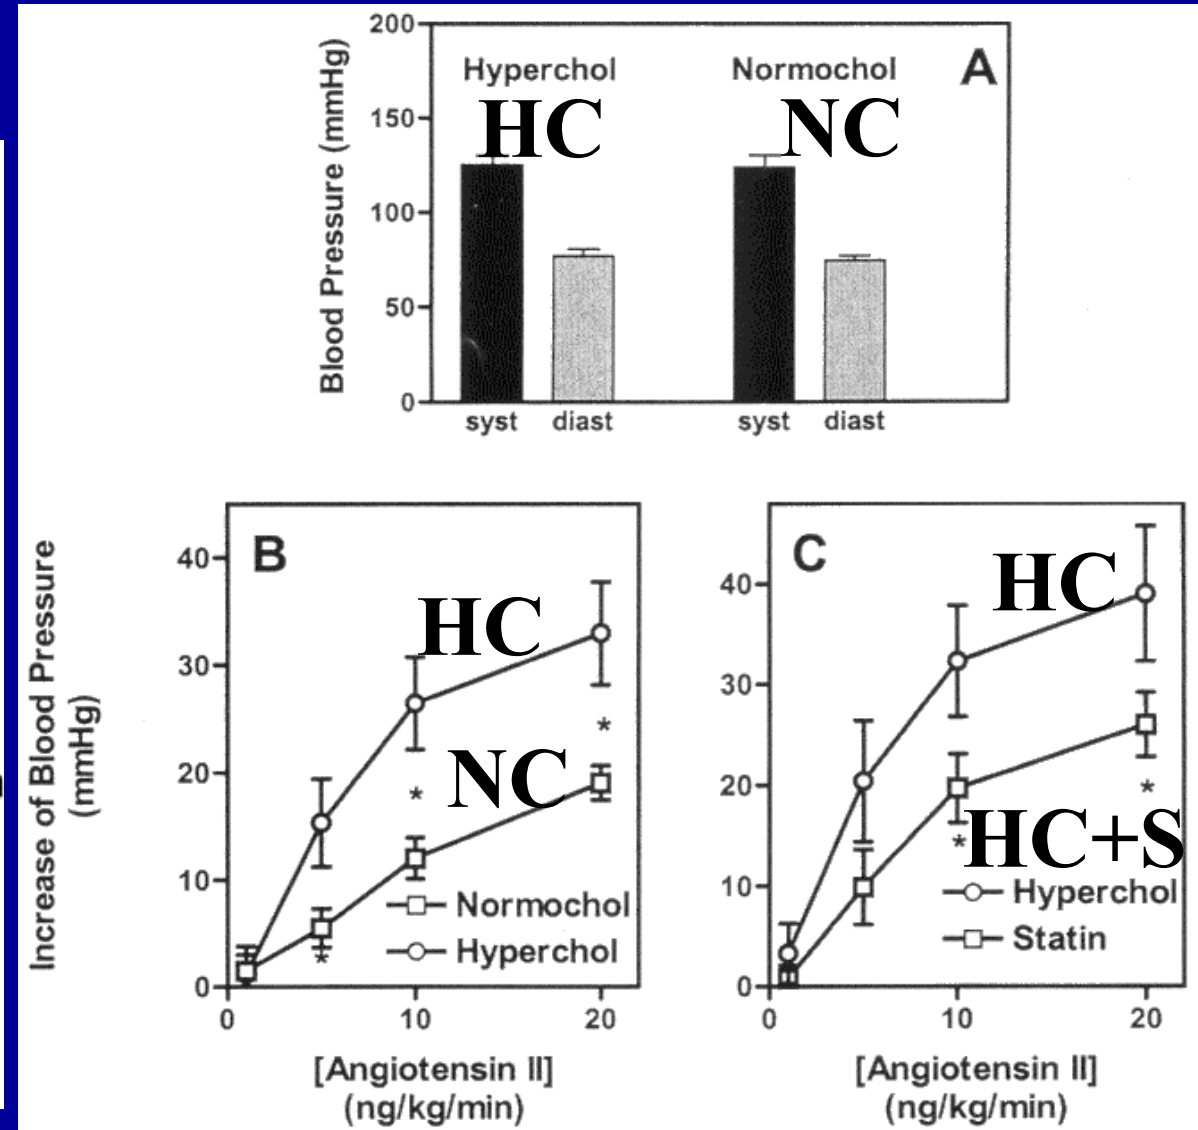 200
Hyperchol
Normochol
A
HC
NC
150
100
50
0
Blood Pressure (mmHg)
syst
diast
syst
diast
Increase of Blood Pressure
(mmHg)
B
40
30
20
10
0
HC
*
NC
*
*
Normochol
Hyperchol
0
10
20
[Angiotensin II]
(ng/kg/min)
C
40
30
20
10
0
HC
*
*
HC+S
Hyperchol
Statin
0
10
20
[Angiotensin II]
(ng/kg/min)